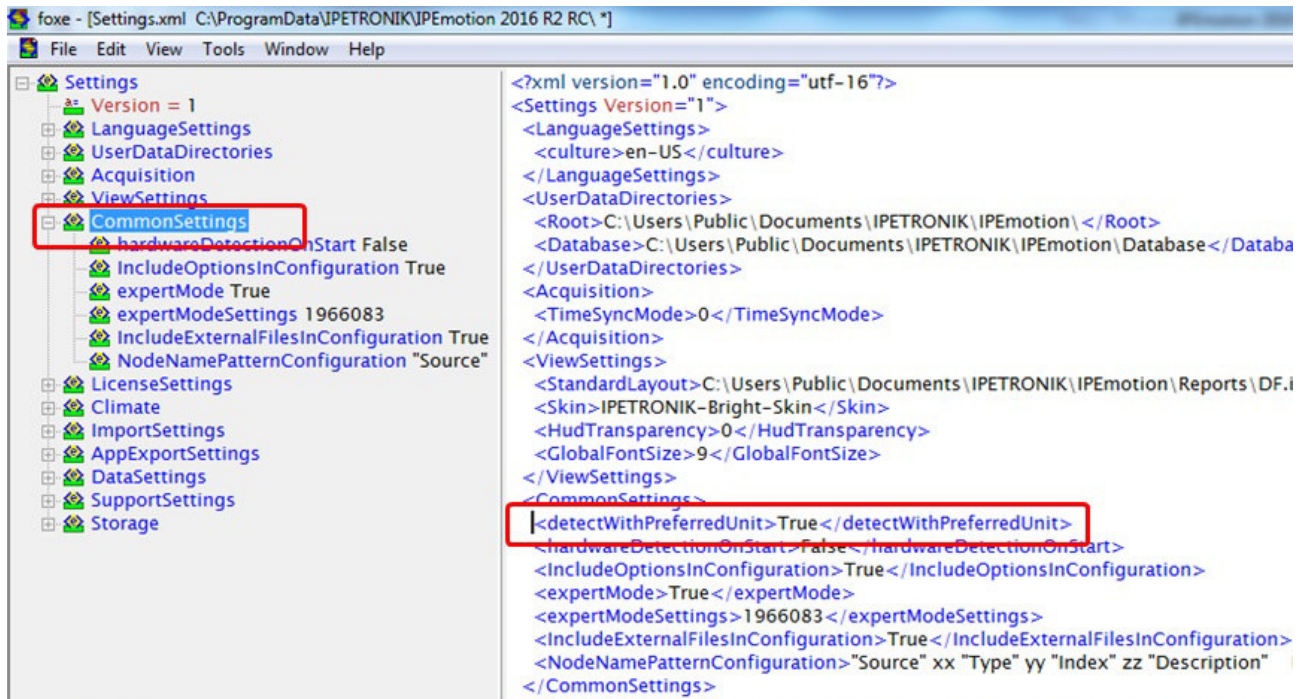 foxe - [Settings.xml C:\ProgramData\IPETRONIK\IPEmotion 2016 R2 RC\ *]
File Edit View Tools Window Help
Settings
Version = 1
LanguageSettings
UserDataDirectories
Acquisition
ViewSettings
CommonSettings
hardwareDetectionOnStart False
IncludeOptionsInConfiguration True
expertMode True
expertModeSettings 1966083
IncludeExternalFilesInConfiguration True
NodeNamePatternConfiguration "Source"
LicenseSettings
Climate
ImportSettings
AppExportSettings
DataSettings
SupportSettings
Storage
<?xml version="1.0" encoding="utf-16"?>
<Settings Version="1">
<LanguageSettings>
<culture>en-US</culture>
</LanguageSettings>
<UserDataDirectories>
<Root>C:\Users\Public\Documents\IPETRONIK\IPEmotion\</Root>
<Database>C:\Users\Public\Documents\IPETRONIK\IPEmotion\Database</Databa
</UserDataDirectories>
<Acquisition>
<TimeSyncMode>0</TimeSyncMode>
</Acquisition>
<ViewSettings>
<StandardLayout>C:\Users\Public\Documents\IPETRONIK\IPEmotion\Reports\DF.i
<Skin>IPETRONIK-Bright-Skin</Skin>
<HudTransparency>0</HudTransparency>
<GlobalFontSize>9</GlobalFontSize>
</ViewSettings>
<CommonSettings>
<detectWithPreferredUnit>True</detectWithPreferredUnit>
<hardwareDetectionOnStart>False</hardwareDetectionOnStart>
<IncludeOptionsInConfiguration>True</IncludeOptionsInConfiguration>
<expertMode>True</expertMode>
<expertModeSettings>1966083</expertModeSettings>
<IncludeExternalFilesInConfiguration>True</IncludeExternalFilesInConfiguration>
<NodeNamePatternConfiguration>"Source" xx "Type" yy "Index" zz "Description"
</CommonSettings>